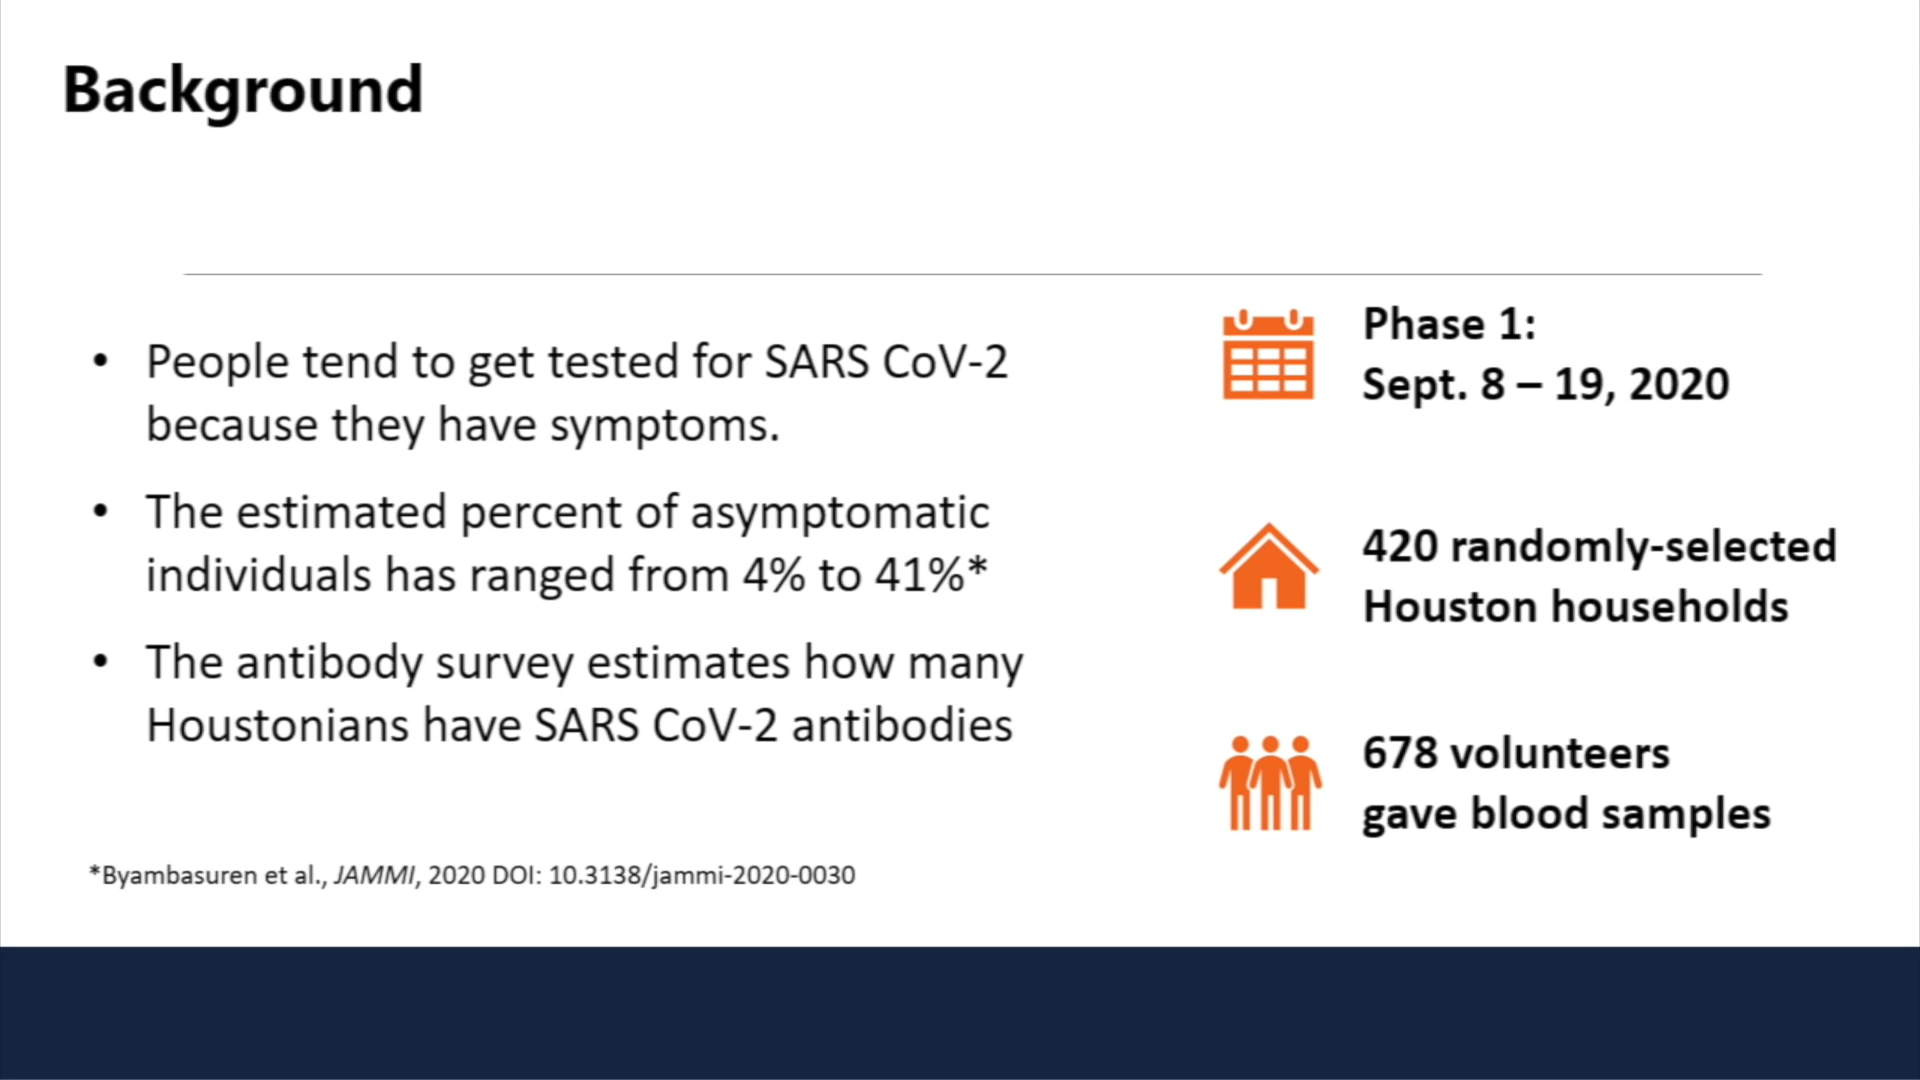 Background
• People tend to get tested for SARS CoV-2
because they have symptoms.
• The estimated percent of asymptomatic
individuals has ranged from 4% to 41%*
• The antibody survey estimates how many
Houstonians have SARS CoV-2 antibodies
*Byambasuren et al., JAMMI, 2020 DOI: 10.3138/jammi-2020-0030
Phase 1:
Sept. 8 – 19, 2020
420 randomly-selected
Houston households
678 volunteers
gave blood samples